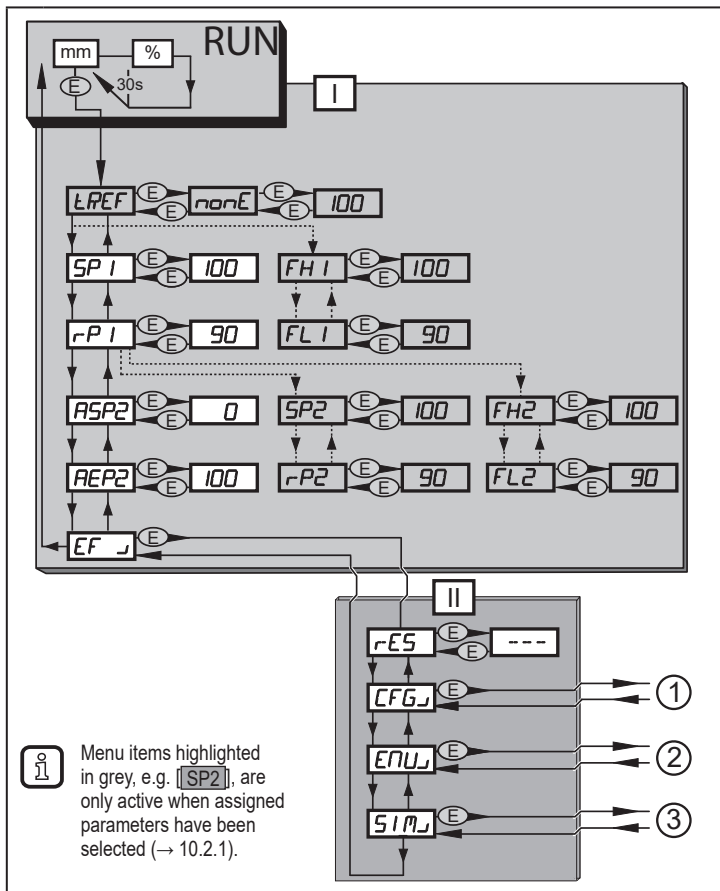 mm % RUN
E 30s
I
tREF E E nonE E E 100
SP1 E E 100 FH1 E E 100
rP1 E E 90 FL1 E E 90
ASP2 E E 0 SP2 E E 100 FH2 E E 100
AEP2 E E 100 rP2 E E 90 FL2 E E 90
EF E
II
rES E E ---
CFG E 1
ENV E 2
SIM E 3
i
Menu items highlighted
in grey, e.g. [SP2], are
only active when assigned
parameters have been
selected (→ 10.2.1).